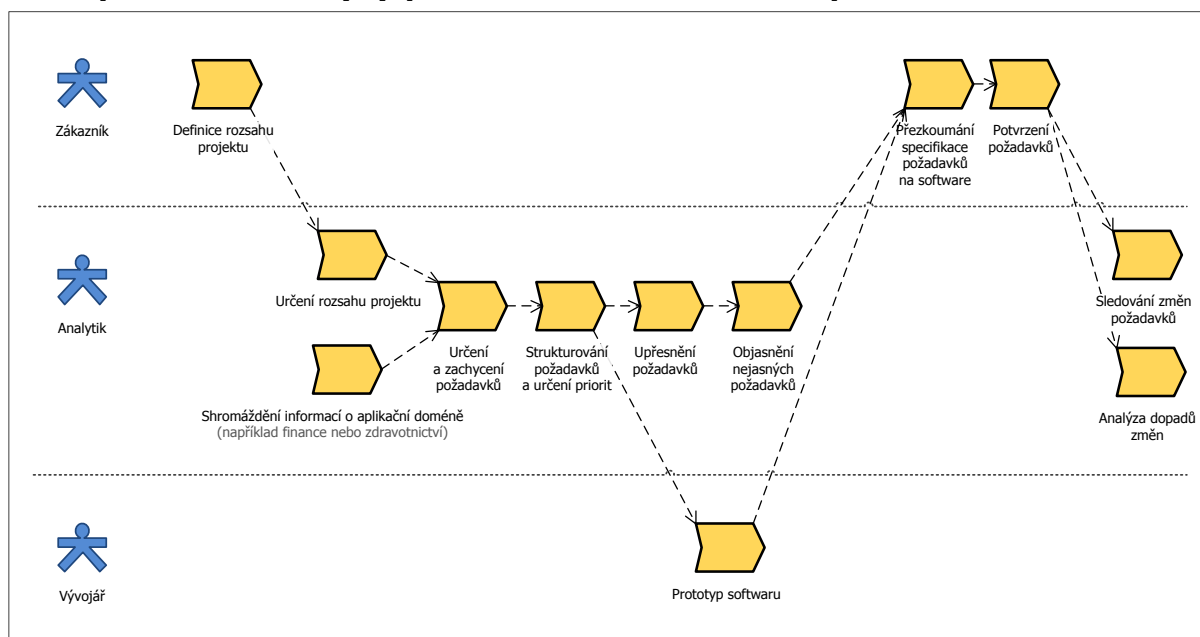 Zákazník
Definice rozsahu
projektu
Přezkoumání
specifikace
požadavků
na software
Potvrzení
požadavků
Analytik
Určení rozsahu projektu
Shromáždění informací o aplikační doméně
(například finance nebo zdravotnictví)
Určení
a zachycení
požadavků
Strukturování
požadavků
a určení priorit
Upřesnění
požadavků
Objasnění
nejasných
požadavků
Sledování změn
požadavků
Analýza dopadů
změn
Vývojář
Prototyp softwaru